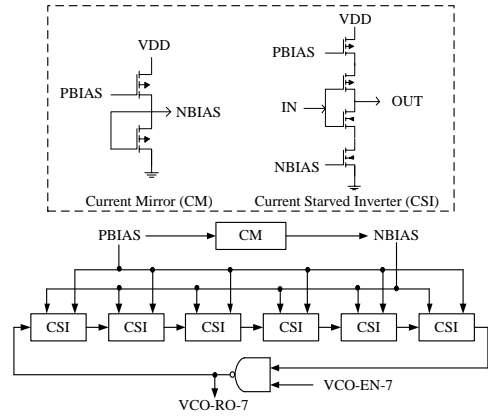 VDD VDD
PBIAS PBIAS
NBIAS IN OUT
NBIAS
Current Mirror (CM) Current Starved Inverter (CSI)
PBIAS CM NBIAS
CSI CSI CSI CSI CSI CSI
VCO-EN-7
VCO-RO-7